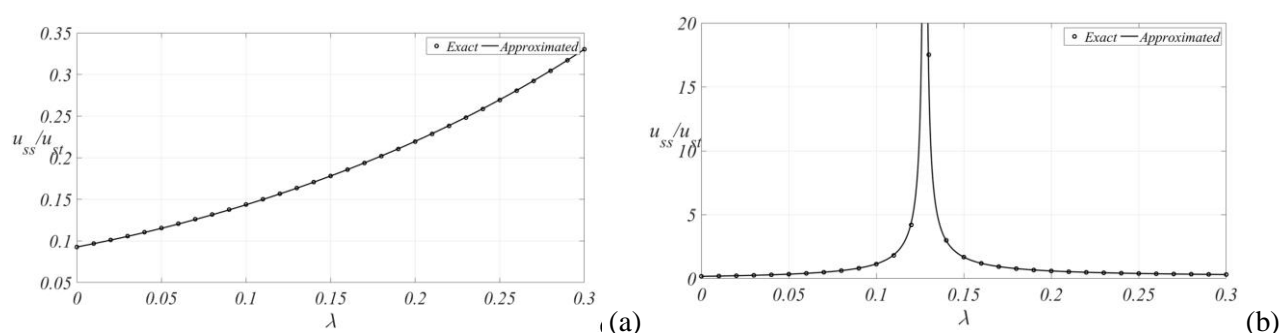 0.35
Exact Approximated
0.3
0.25
u_ss/u_st
0.2
0.15
0.1
0.05
0 0.05 0.1 0.15 0.2 0.25 0.3
λ
(a)
20
Exact Approximated
15
u_ss/u_st
10
5
0
0 0.05 0.1 0.15 0.2 0.25 0.3
λ
(b)